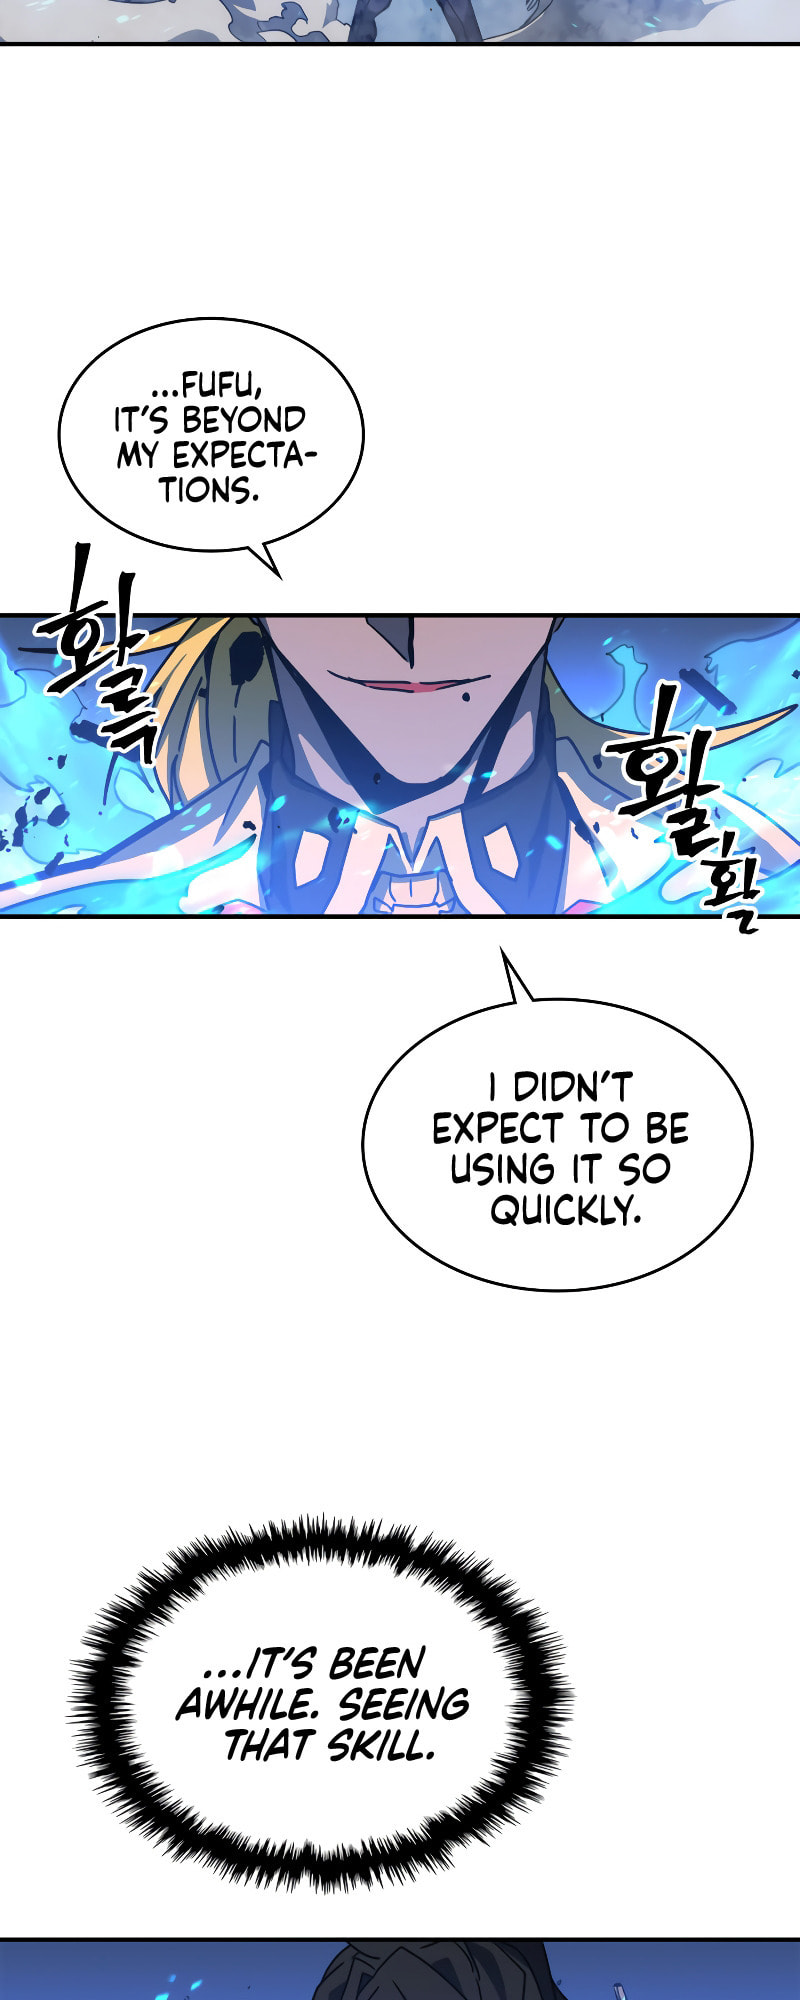 ...FUFU,
IT'S BEYOND
MY EXPECTA-
TIONS.
화
륵
활
활
I DIDN'T
EXPECT TO BE
USING IT SO
QUICKLY.
...IT'S BEEN
AWHILE. SEEING
THAT SKILL.